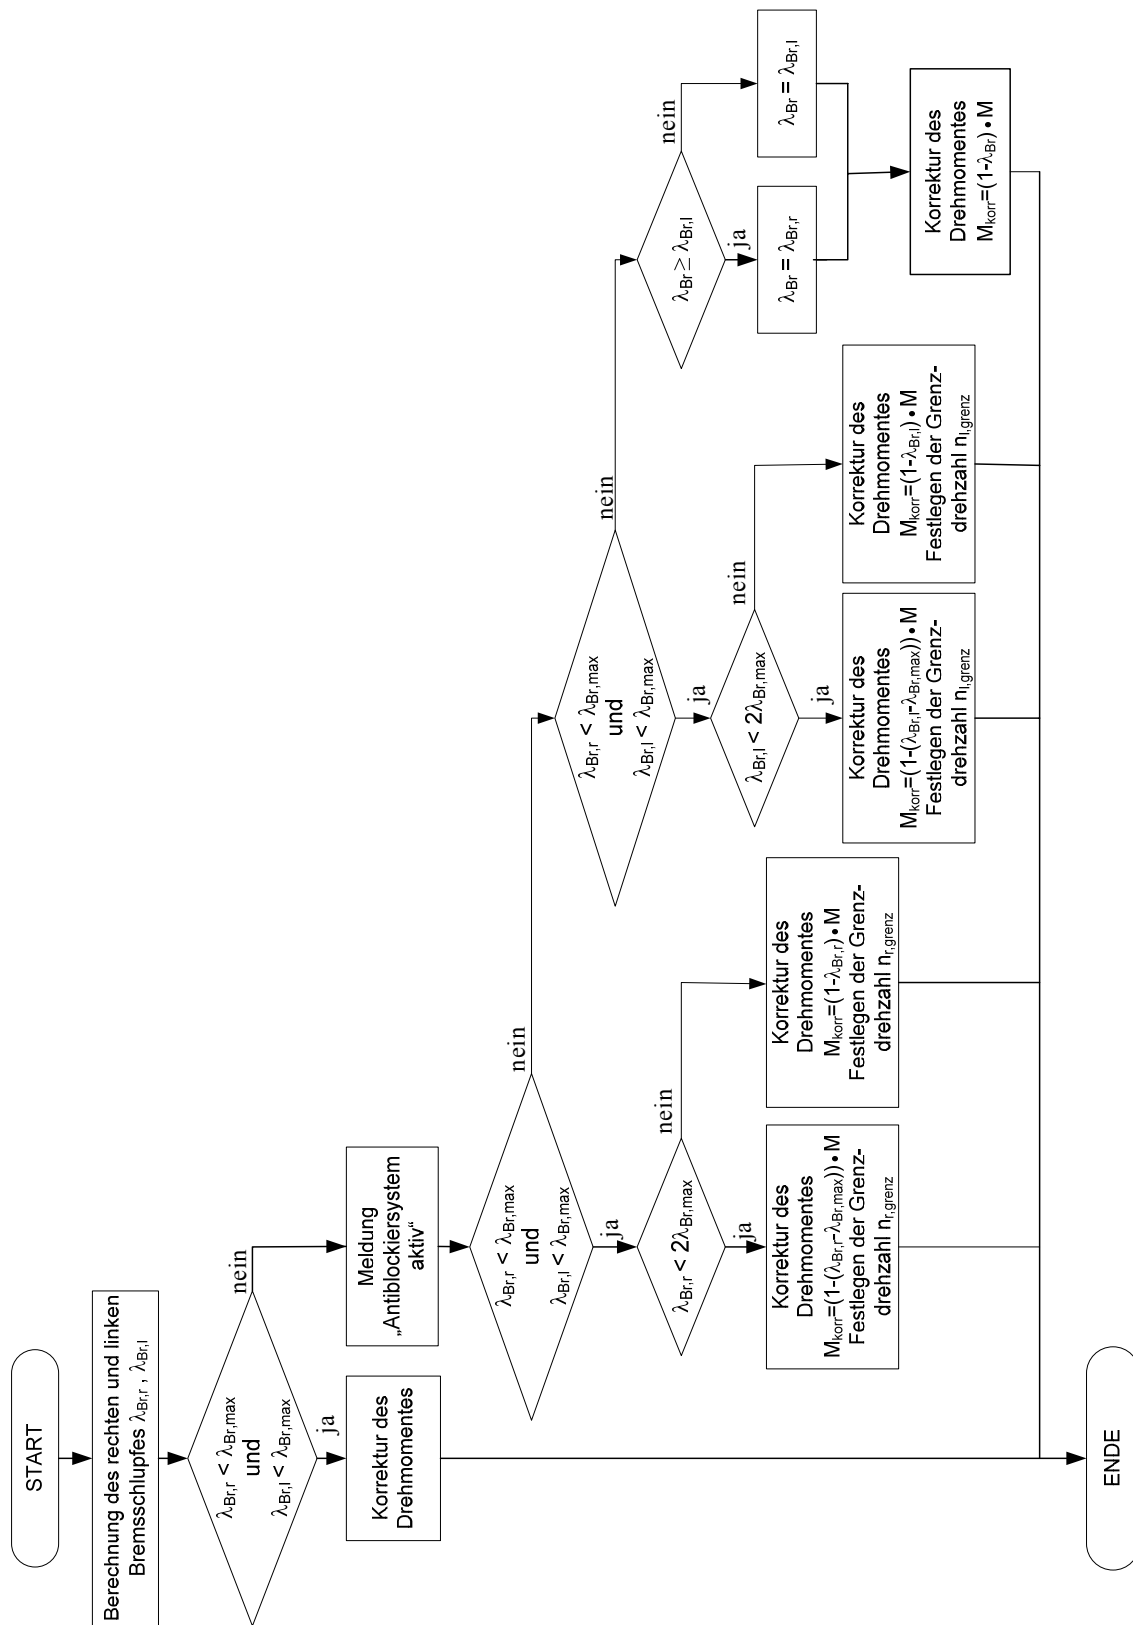 START
Berechnung des rechten und linken
Bremsschlupfes λBr,r , λBr,l
λBr,r < λBr,max
und
λBr,l < λBr,max
ja
nein
Korrektur des
Drehmomentes
Meldung
„Antiblockiersystem
aktiv“
λBr,r < λBr,max
und
λBr,l < λBr,max
ja
nein
λBr,r < 2λBr,max
ja
nein
Korrektur des
Drehmomentes
Mkorr=(1-(λBr,r-λBr,max))•M
Festlegen der Grenz-
drehzahl nr,grenz
Korrektur des
Drehmomentes
Mkorr=(1-λBr,r)•M
Festlegen der Grenz-
drehzahl nr,grenz
λBr,r < λBr,max
und
λBr,l < λBr,max
ja
nein
λBr,l < 2λBr,max
ja
nein
Korrektur des
Drehmomentes
Mkorr=(1-(λBr,l-λBr,max))•M
Festlegen der Grenz-
drehzahl nl,grenz
Korrektur des
Drehmomentes
Mkorr=(1-λBr,l)•M
Festlegen der Grenz-
drehzahl nl,grenz
λBr ≥ λBr,l
ja
nein
λBr = λBr,r
λBr = λBr,l
Korrektur des
Drehmomentes
Mkorr=(1-λBr)•M
ENDE